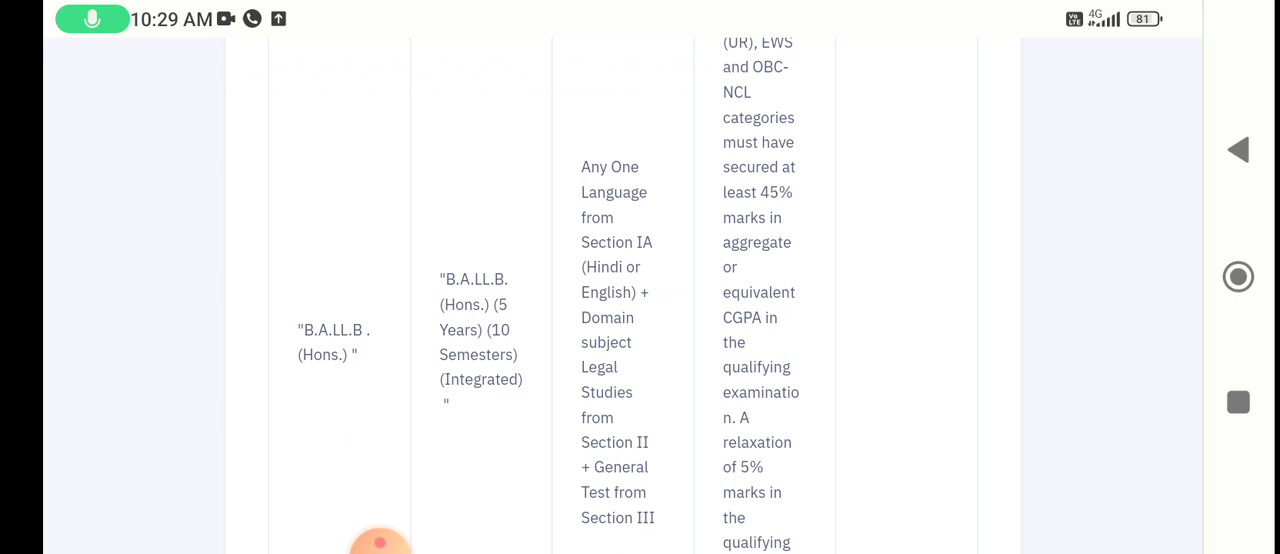 10:29 AM
4G
Vo
LTE
81
"B.A.LL.B .
(Hons.) "
"B.A.LL.B.
(Hons.) (5
Years) (10
Semesters)
(Integrated)
"
Any One
Language
from
Section IA
(Hindi or
English) +
Domain
subject
Legal
Studies
from
Section II
+ General
Test from
Section III
(UR), EWS
and OBC-
NCL
categories
must have
secured at
least 45%
marks in
aggregate
or
equivalent
CGPA in
the
qualifying
examinatio
n. A
relaxation
of 5%
marks in
the
qualifying